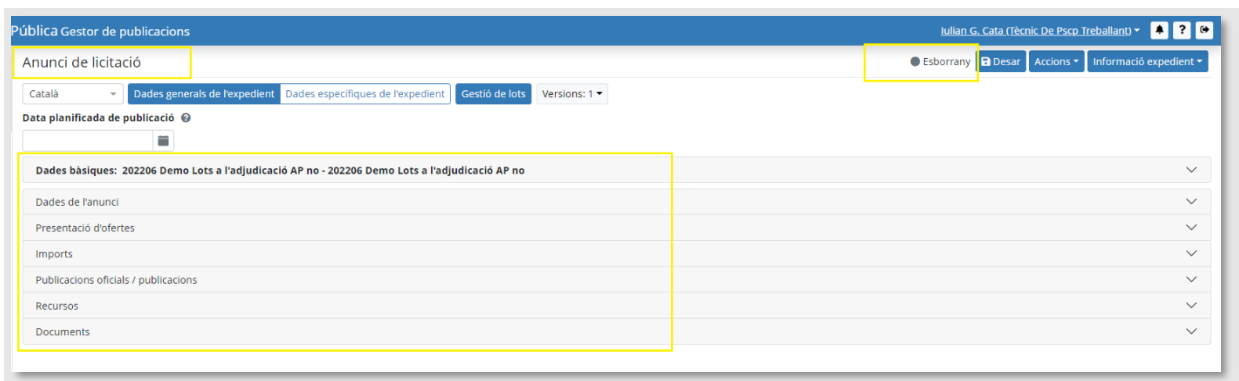 Pública Gestor de publicacions Iulian G. Cata (Tècnic De Pscp Treballant) ?
Anunci de licitació Esborrany Desar Accions Informació expedient
Català Dades generals de l'expedient Dades específiques de l'expedient Gestió de lots Versions: 1
Data planificada de publicació ?
Dades bàsiques: 202206 Demo Lots a l'adjudicació AP no - 202206 Demo Lots a l'adjudicació AP no
Dades de l'anunci
Presentació d'ofertes
Imports
Publicacions oficials / publicacions
Recursos
Documents